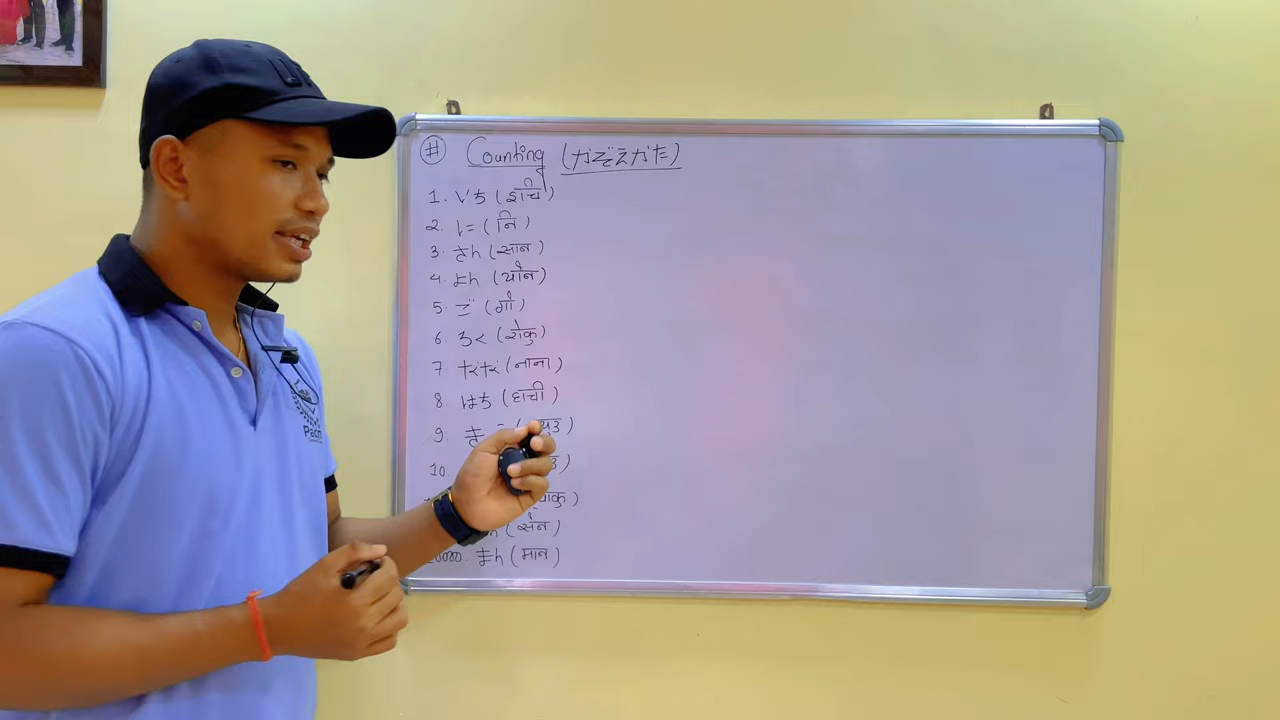 # Counting (かぞえかた)
1. いち (इची)
2. に (नि)
3. さん (सान)
4. よん (योन)
5. ご (गो)
6. ろく (रोकु)
7. なな (नाना)
8. はち (हाची)
9.
10.
(सेन)
10000. まん (मान)